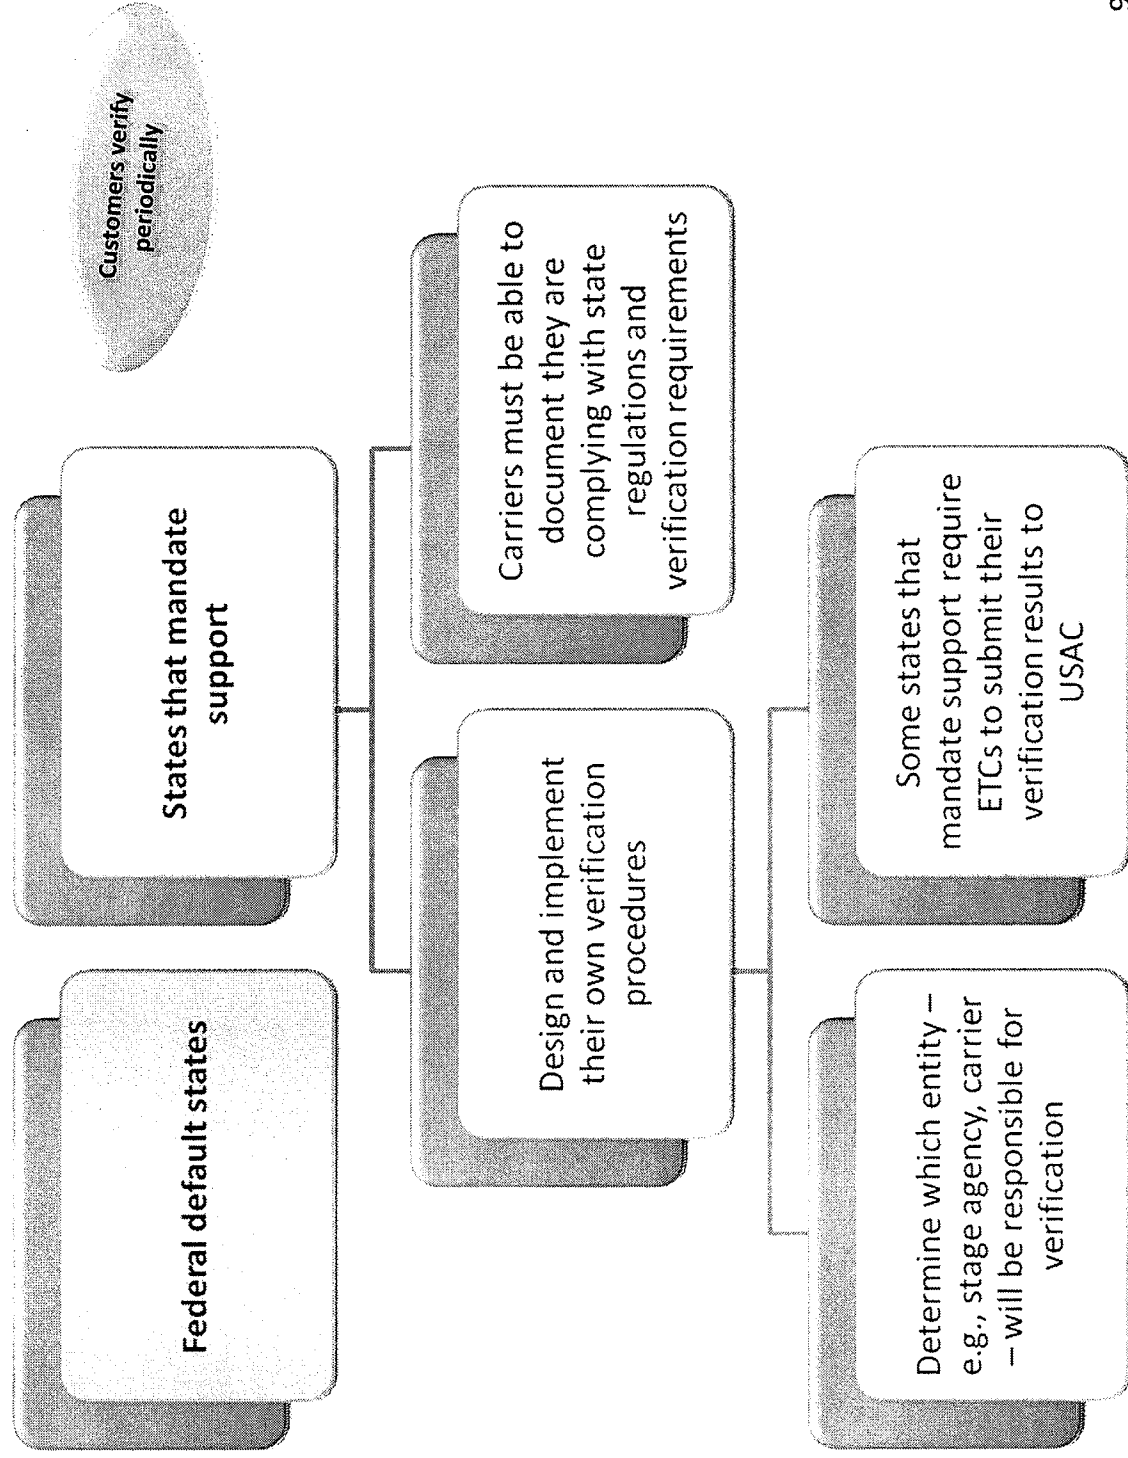 Customers verify
periodically
Federal default states
States that mandate
support
Design and implement
their own verification
procedures
Carriers must be able to
document they are
complying with state
regulations and
verification requirements
Determine which entity –
e.g., stage agency, carrier
– will be responsible for
verification
Some states that
mandate support require
ETCs to submit their
verification results to
USAC